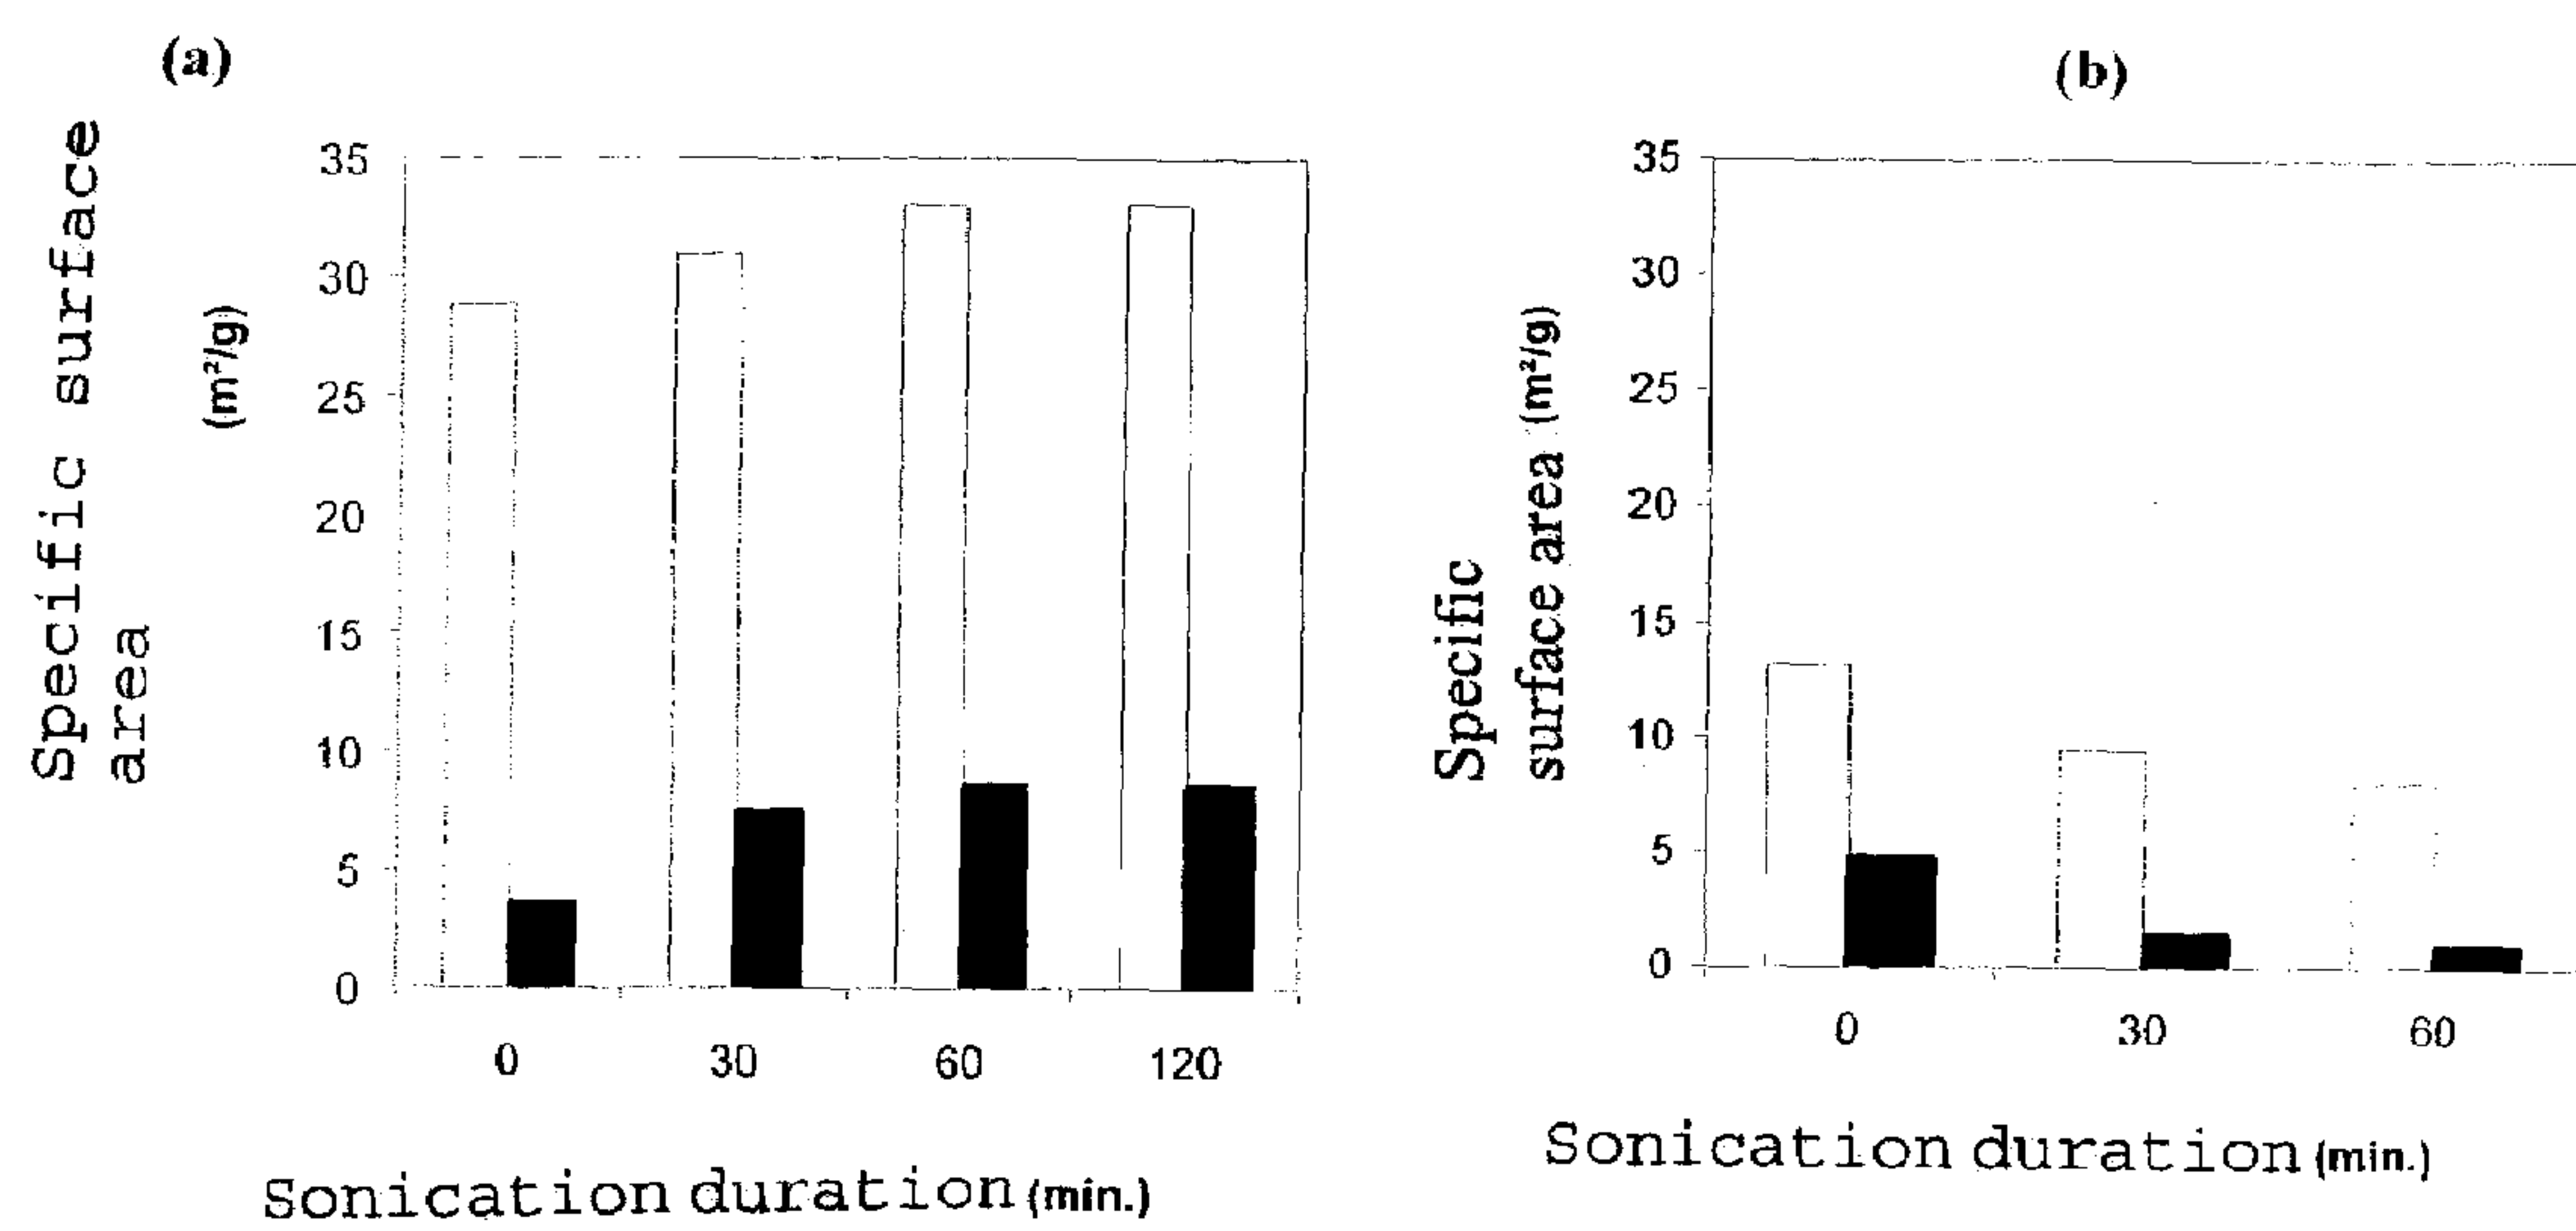 (a)
Specific surface
area
(m²/g)
35
30
25
20
15
10
5
0
0 30 60 120
Sonication duration (min.)
(b)
Specific
surface area (m²/g)
35
30
25
20
15
10
5
0
0 30 60
Sonication duration (min.)